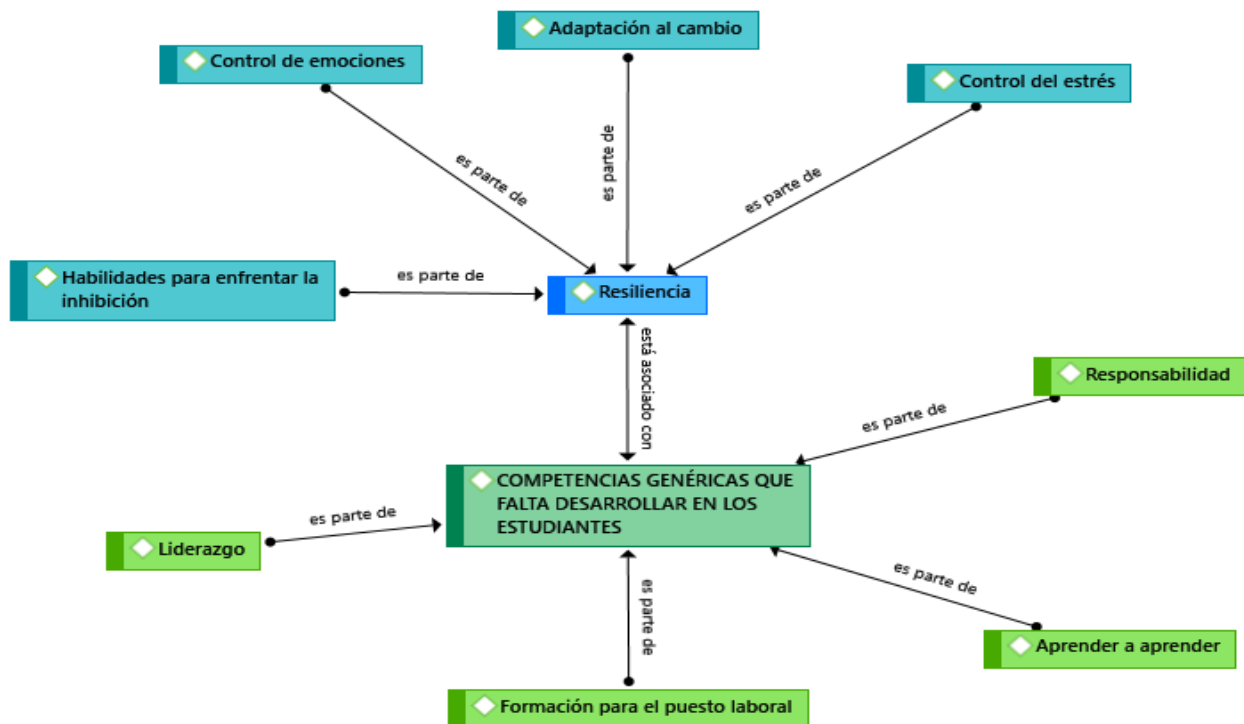 Adaptación al cambio
Control de emociones
Control del estrés
es parte de
es parte de
es parte de
Habilidades para enfrentar la
inhibición
es parte de
Resiliencia
está asociado con
Responsabilidad
es parte de
COMPETENCIAS GENÉRICAS QUE
FALTA DESARROLLAR EN LOS
ESTUDIANTES
es parte de
Liderazgo
es parte de
es parte de
Aprender a aprender
Formación para el puesto laboral